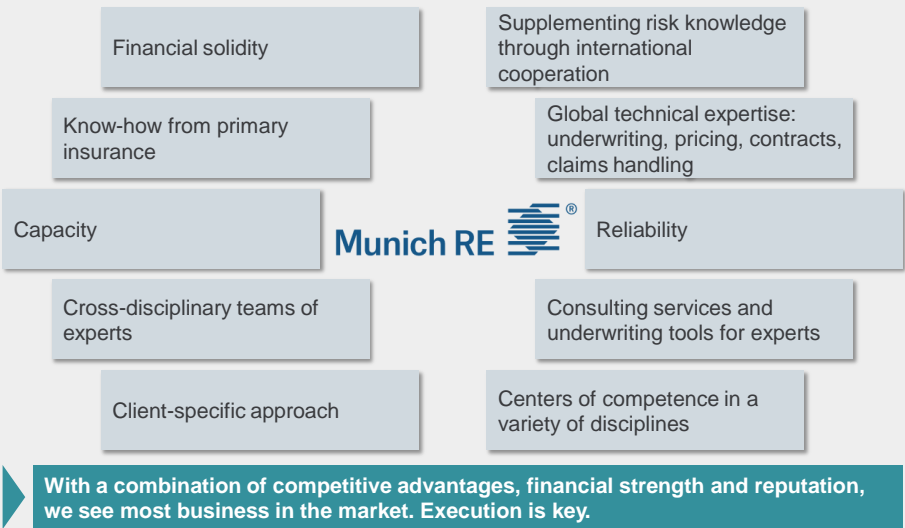 Financial solidity
Supplementing risk knowledge
through international
cooperation
Know-how from primary
insurance
Global technical expertise:
underwriting, pricing, contracts,
claims handling
Capacity
Munich RE ®
Reliability
Cross-disciplinary teams of
experts
Consulting services and
underwriting tools for experts
Client-specific approach
Centers of competence in a
variety of disciplines
With a combination of competitive advantages, financial strength and reputation,
we see most business in the market. Execution is key.